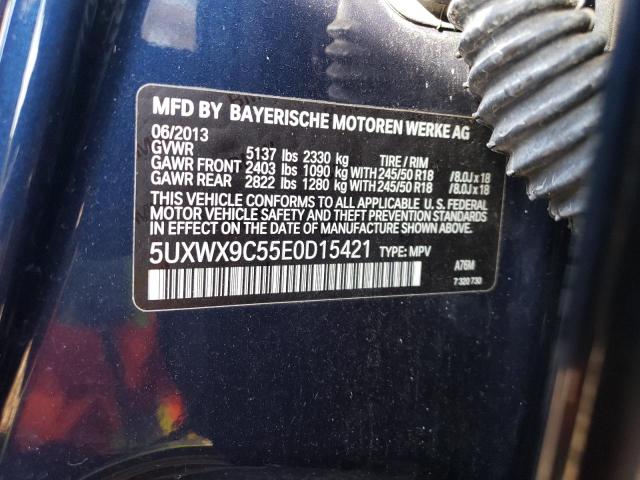 MFD BY BAYERISCHE MOTOREN WERKE AG
06/2013
GVWR 5137 lbs 2330 kg TIRE / RIM
GAWR FRONT 2403 lbs 1090 kg WITH 245/50 R18 /8.0J x 18
GAWR REAR 2822 lbs 1280 kg WITH 245/50 R18 /8.0J x 18
THIS VEHICLE CONFORMS TO ALL APPLICABLE U. S. FEDERAL
MOTOR VEHICLE SAFETY AND THEFT PREVENTION STANDARDS
IN EFFECT ON THE DATE OF MANUFACTURE SHOWN ABOVE.
5UXWX9C55E0D15421 TYPE: MPV
A76M
7 320 730